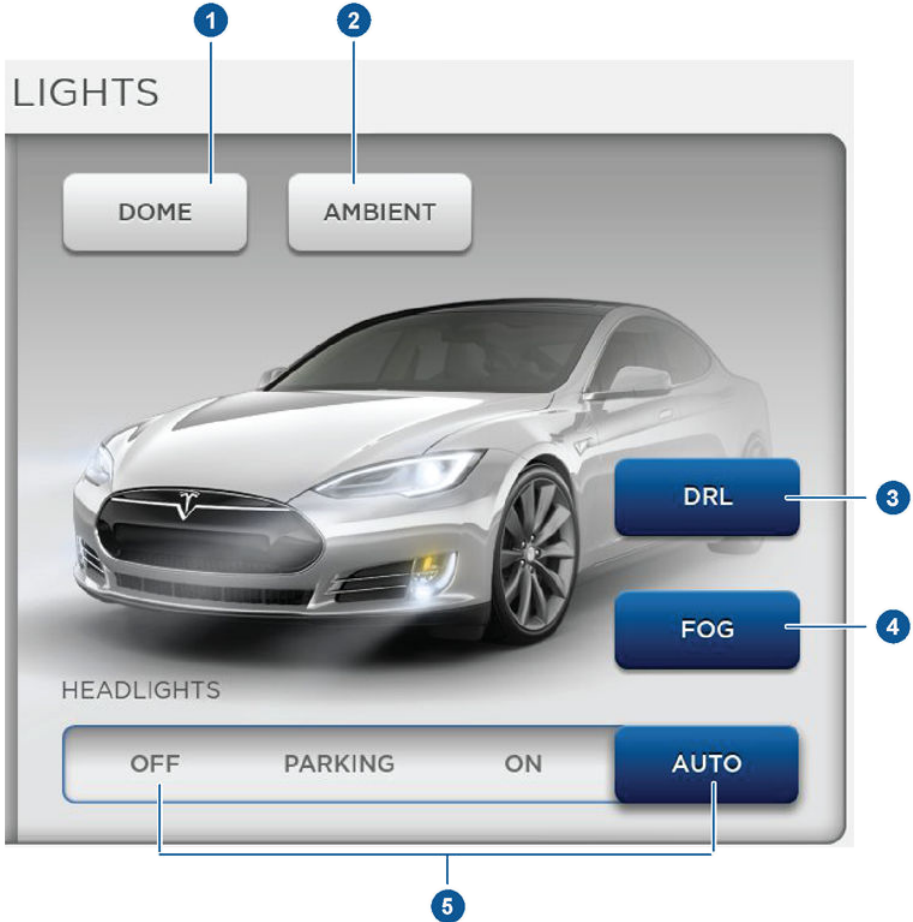 1 2
LIGHTS
DOME AMBIENT
DRL 3
FOG 4
HEADLIGHTS
OFF PARKING ON AUTO
5